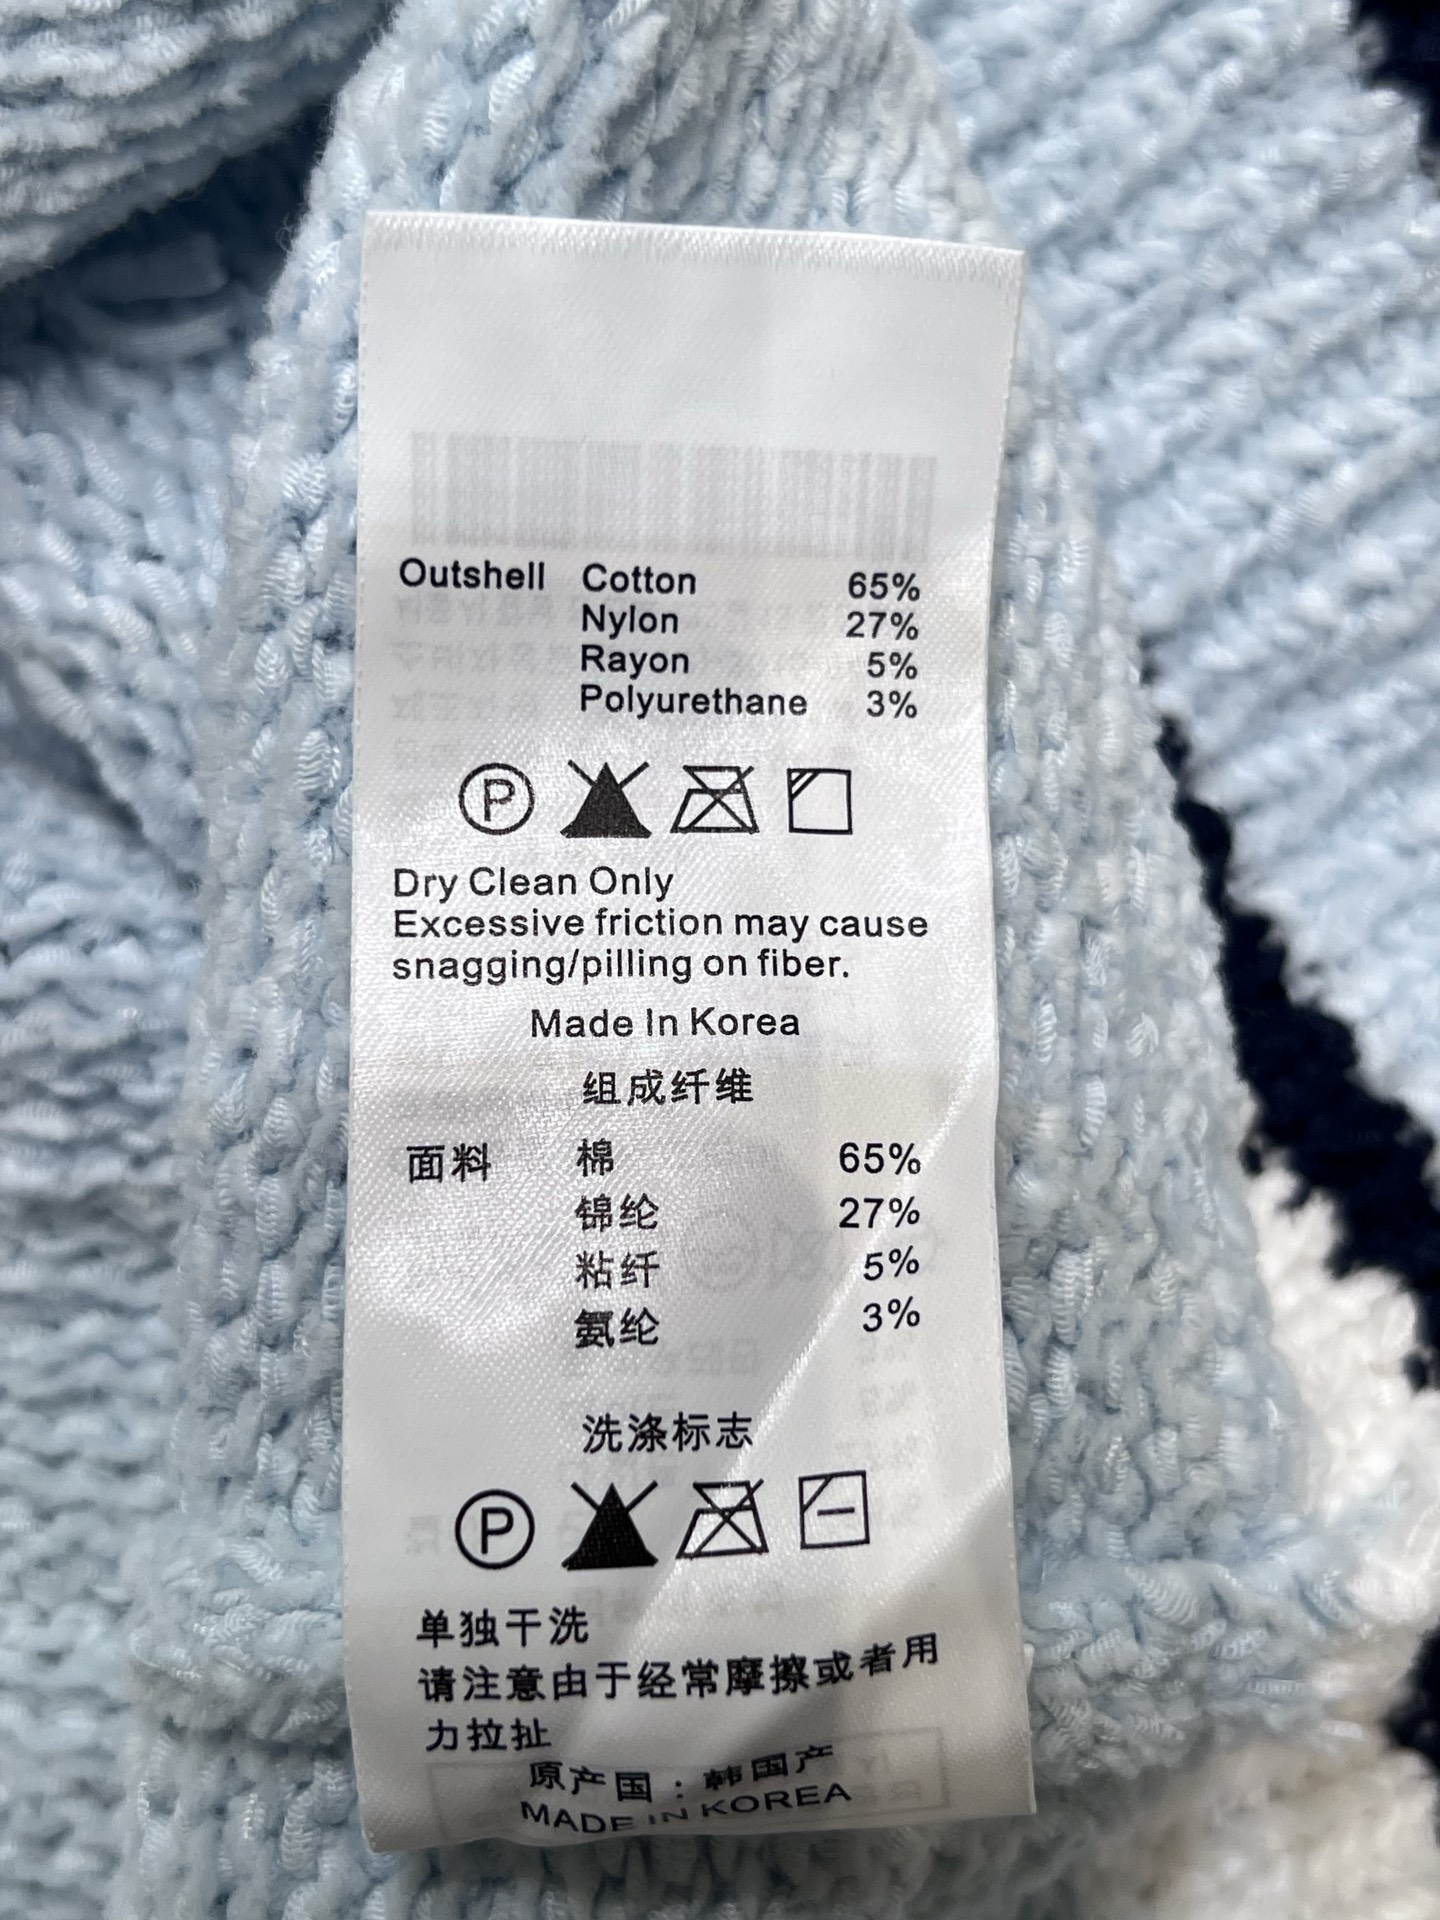 Outshell Cotton 65%
Nylon 27%
Rayon 5%
Polyurethane 3%
P
Dry Clean Only
Excessive friction may cause
snagging/pilling on fiber.
Made In Korea
组成纤维
面料 棉 65%
锦纶 27%
粘纤 5%
氨纶 3%
洗涤标志
P
单独干洗
请注意由于经常摩擦或者用
力拉扯
原产国：韩国产
MADE IN KOREA